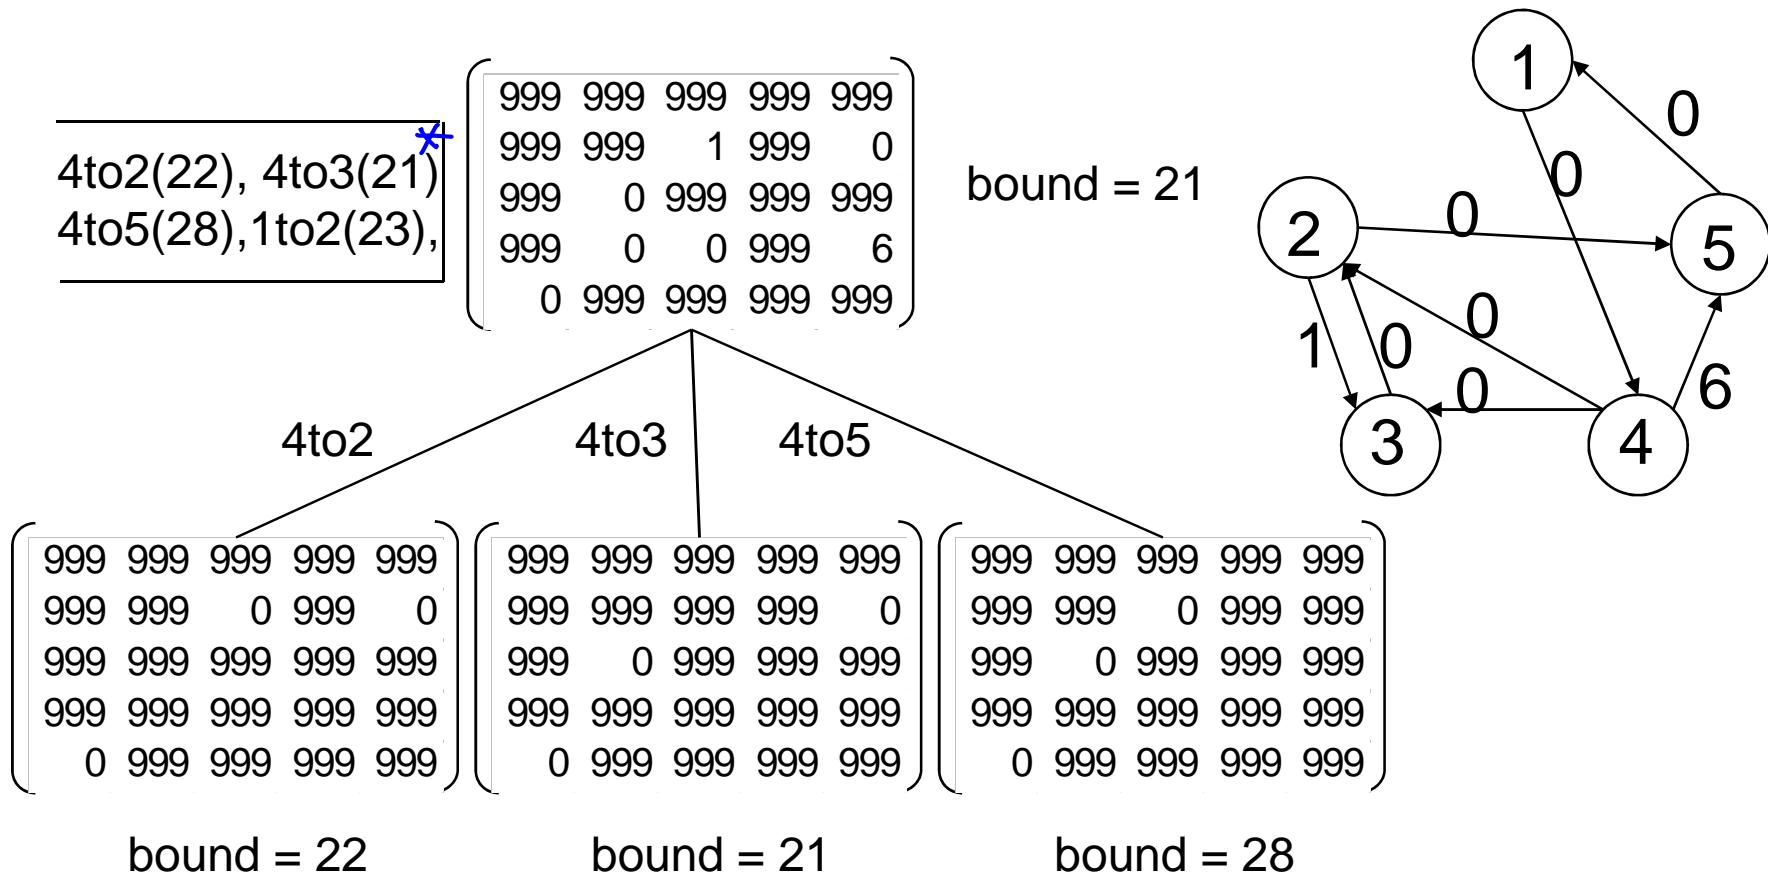 4to2(22), 4to3(21)
4to5(28),1to2(23),
999 999 999 999 999
999 999 1 999 0
999 0 999 999 999
999 0 0 999 6
0 999 999 999 999
bound = 21
1
0
0
2
0
5
0
1
0
0
6
3
4
4to2
4to3
4to5
999 999 999 999 999
999 999 0 999 0
999 999 999 999 999
999 999 999 999 999
0 999 999 999 999
bound = 22
999 999 999 999 999
999 999 999 999 0
999 0 999 999 999
999 999 999 999 999
0 999 999 999 999
bound = 21
999 999 999 999 999
999 999 0 999 999
999 0 999 999 999
999 999 999 999 999
0 999 999 999 999
bound = 28